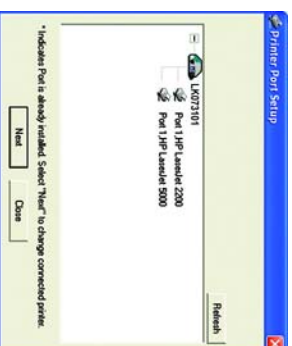 Printer Port Setup
LK073101
Port 1,HP LaserJet 2200
Port 1,HP LaserJet 5000
Refresh
* Indicates Port is already installed. Select "Next" to change connected printer.
Next
Close